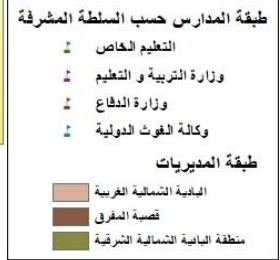 طبقة المدارس حسب السلطة المشرفة
التعليم الخاص
وزارة التربية و التعليم
وزارة الدفاع
وكالة الغوث الدولية
طبقة المديريات
البادية الشمالية الغربية
قصبة المفرق
منطقة البادية الشمالية الشرقية